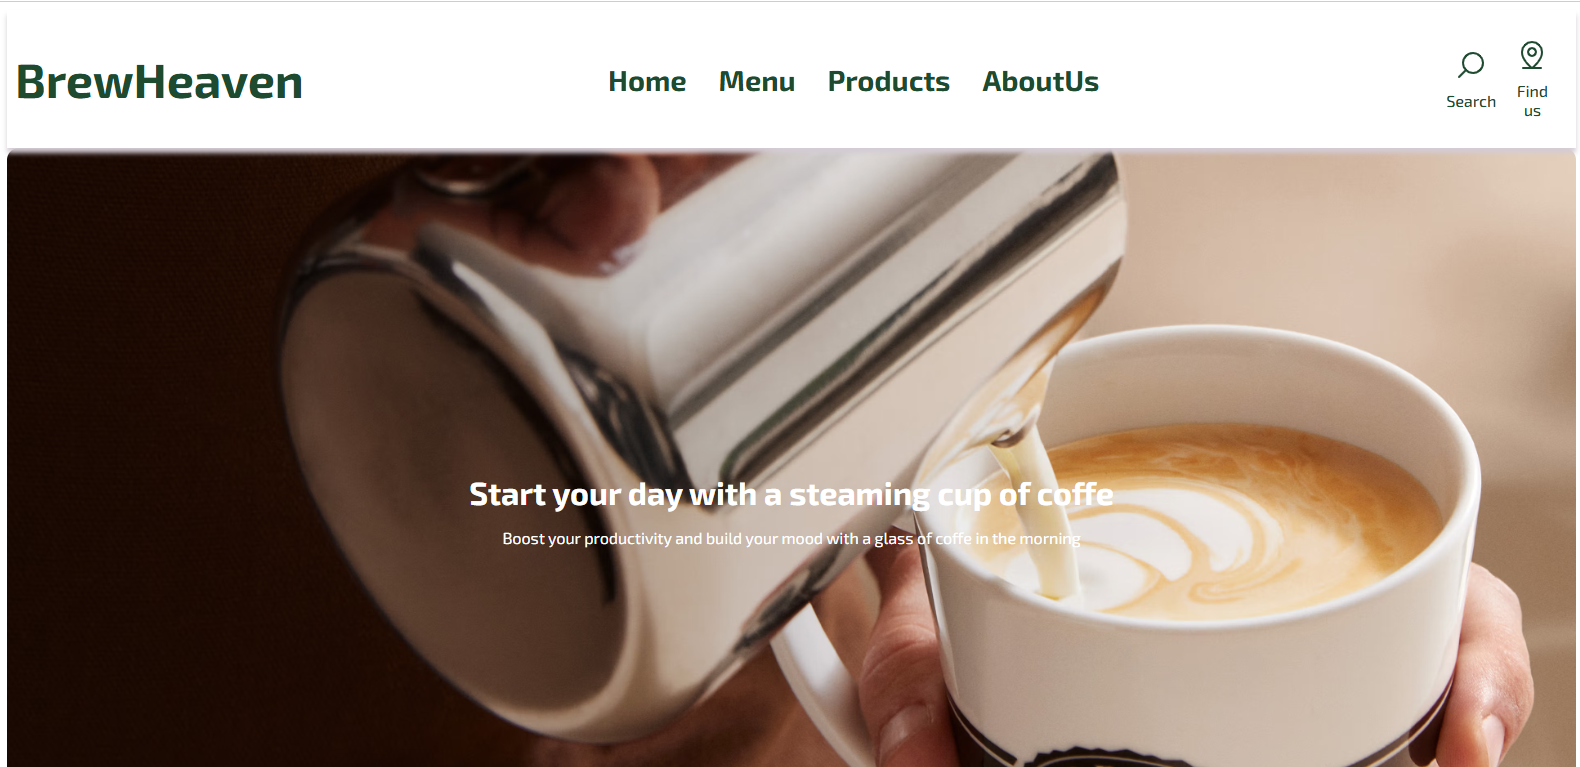 BrewHeaven
Home Menu Products AboutUs
Search
Find
us
Start your day with a steaming cup of coffe
Boost your productivity and build your mood with a glass of coffe in the morning